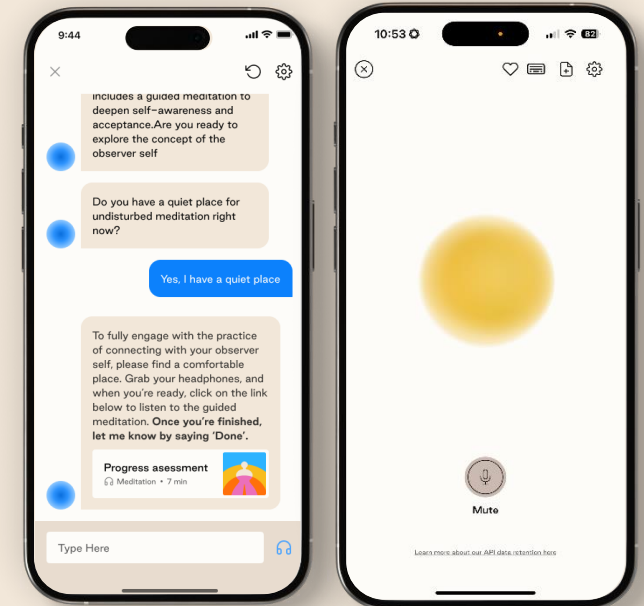 9:44
includes a guided meditation to
deepen self-awareness and
acceptance.Are you ready to
explore the concept of the
observer self
Do you have a quiet place for
undisturbed meditation right
now?
Yes, I have a quiet place
To fully engage with the practice
of connecting with your observer
self, please find a comfortable
place. Grab your headphones, and
when you're ready, click on the link
below to listen to the guided
meditation. Once you're finished,
let me know by saying 'Done'.
Progress asessment
Meditation • 7 min
Type Here
10:53
82
Mute
Learn more about our API data retention here